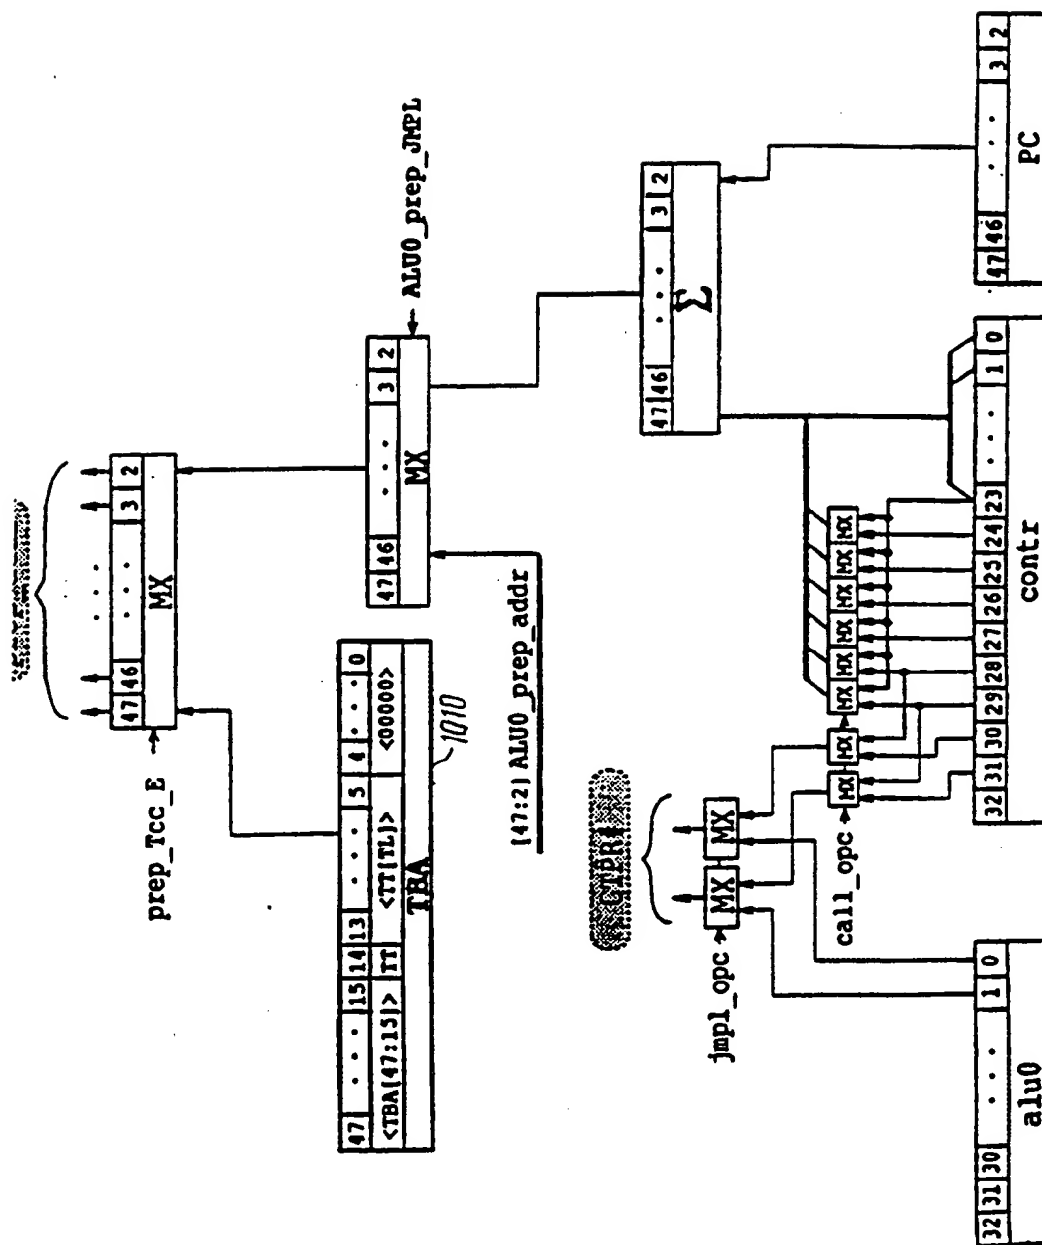 47 46 . . . 3 2
. . . .
MX
prep_Tcc_E
47 . . . 15 14 13 . . . 5 4 . . . 0
<TBA[47:15]> TT <TT[TL]> <00000>
TBA
1010
47 46 . . . 3 2
MX
ALU0_prep_JMPL
[47:2] ALU0_prep_addr
47 46 . . . 3 2
Σ
MX MX
jmpl_opc
MX MX MX MX MX MX MX MX
call_opc
32 31 30 . . . 1 0
alu0
32 31 30 29 28 27 26 25 24 23 . . . 1 0
contr
47 46 . . . 3 2
PC